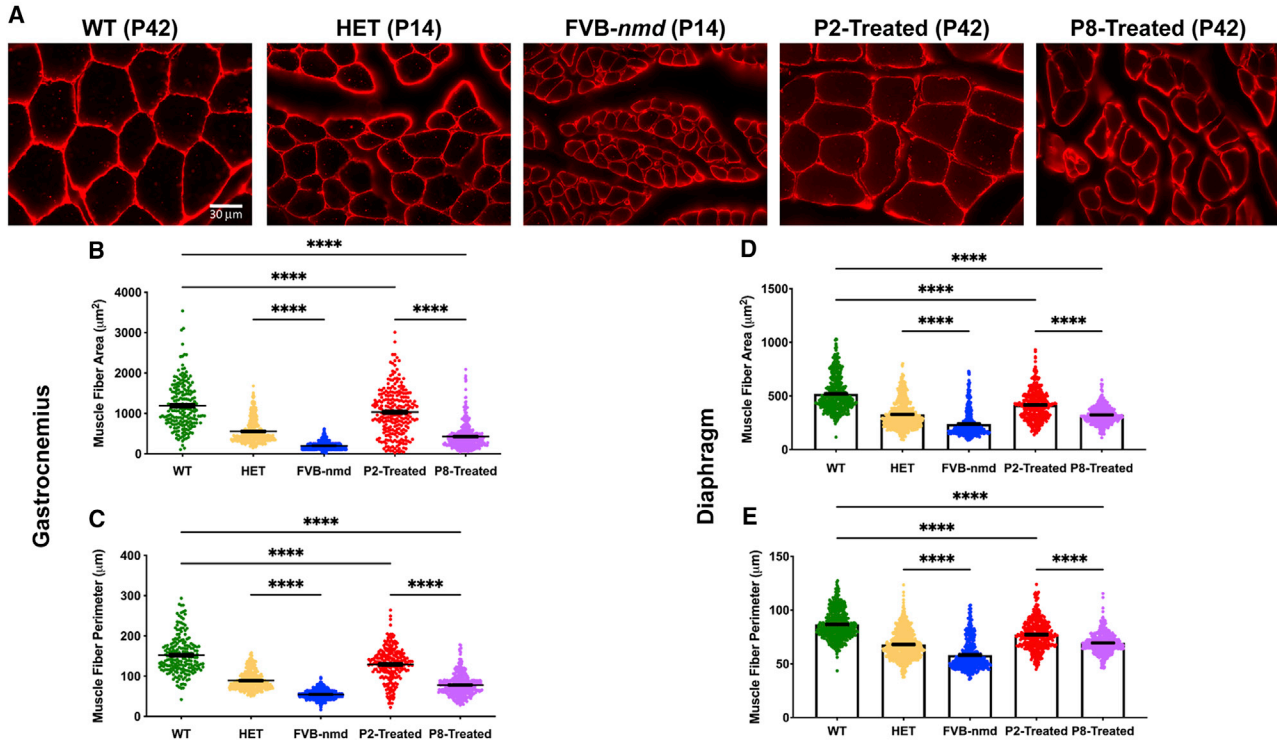 A
WT (P42)
HET (P14)
FVB-nmd (P14)
P2-Treated (P42)
P8-Treated (P42)
30 μm
Gastrocnemius
B
****
****
****
****
Muscle Fiber Area (μm²)
4000
3000
2000
1000
0
WT
HET
FVB-nmd
P2-Treated
P8-Treated
C
****
****
****
****
Muscle Fiber Perimeter (μm)
400
300
200
100
0
WT
HET
FVB-nmd
P2-Treated
P8-Treated
Diaphragm
D
****
****
****
****
Muscle Fiber Area (μm²)
1500
1000
500
0
WT
HET
FVB-nmd
P2-Treated
P8-Treated
E
****
****
****
****
Muscle Fiber Perimeter (μm)
150
100
50
0
WT
HET
FVB-nmd
P2-Treated
P8-Treated